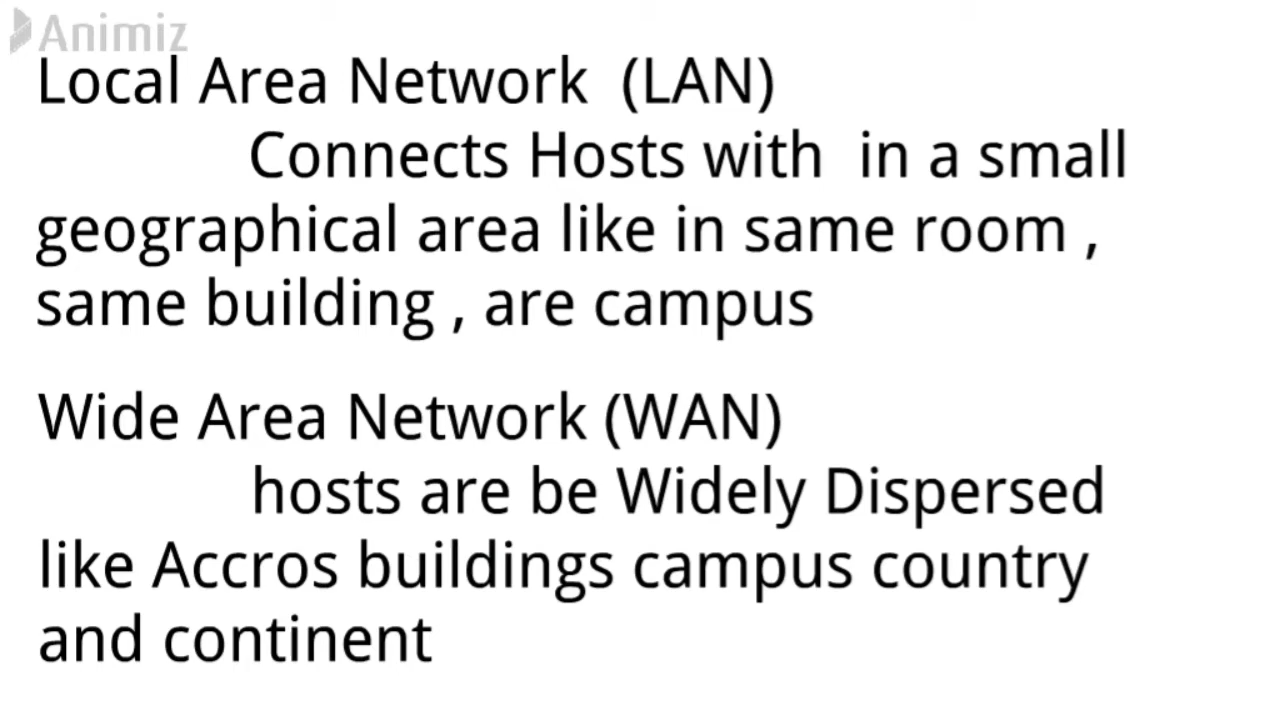 Animiz
Local Area Network (LAN)
Connects Hosts with in a small
geographical area like in same room ,
same building , are campus
Wide Area Network (WAN)
hosts are be Widely Dispersed
like Accros buildings campus country
and continent